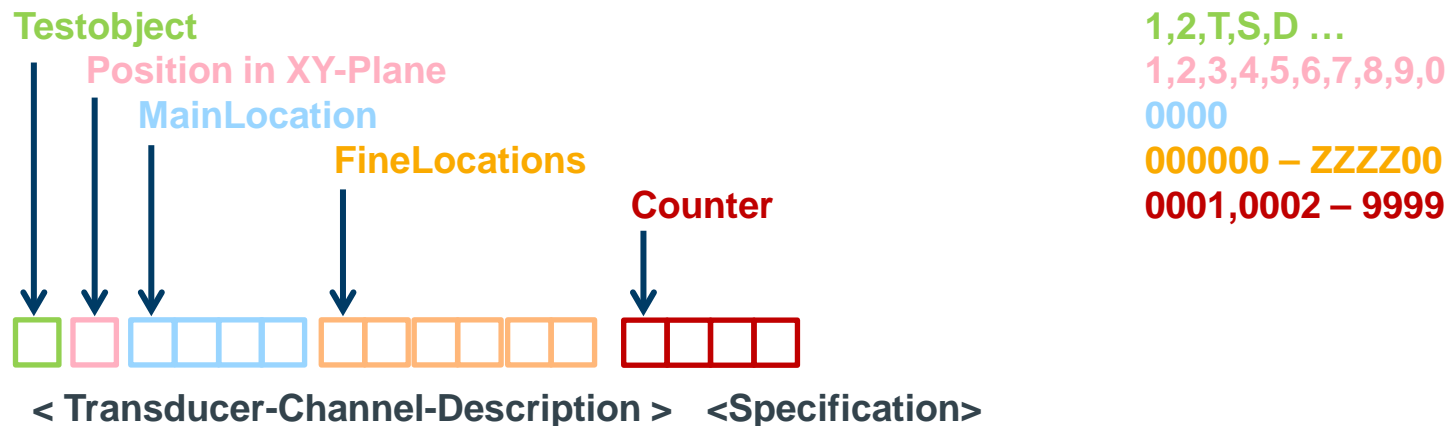 Testobject 1,2,T,S,D …
Position in XY-Plane 1,2,3,4,5,6,7,8,9,0
MainLocation 0000
FineLocations 000000 – ZZZZ00
Counter 0001,0002 – 9999
< Transducer-Channel-Description > <Specification>